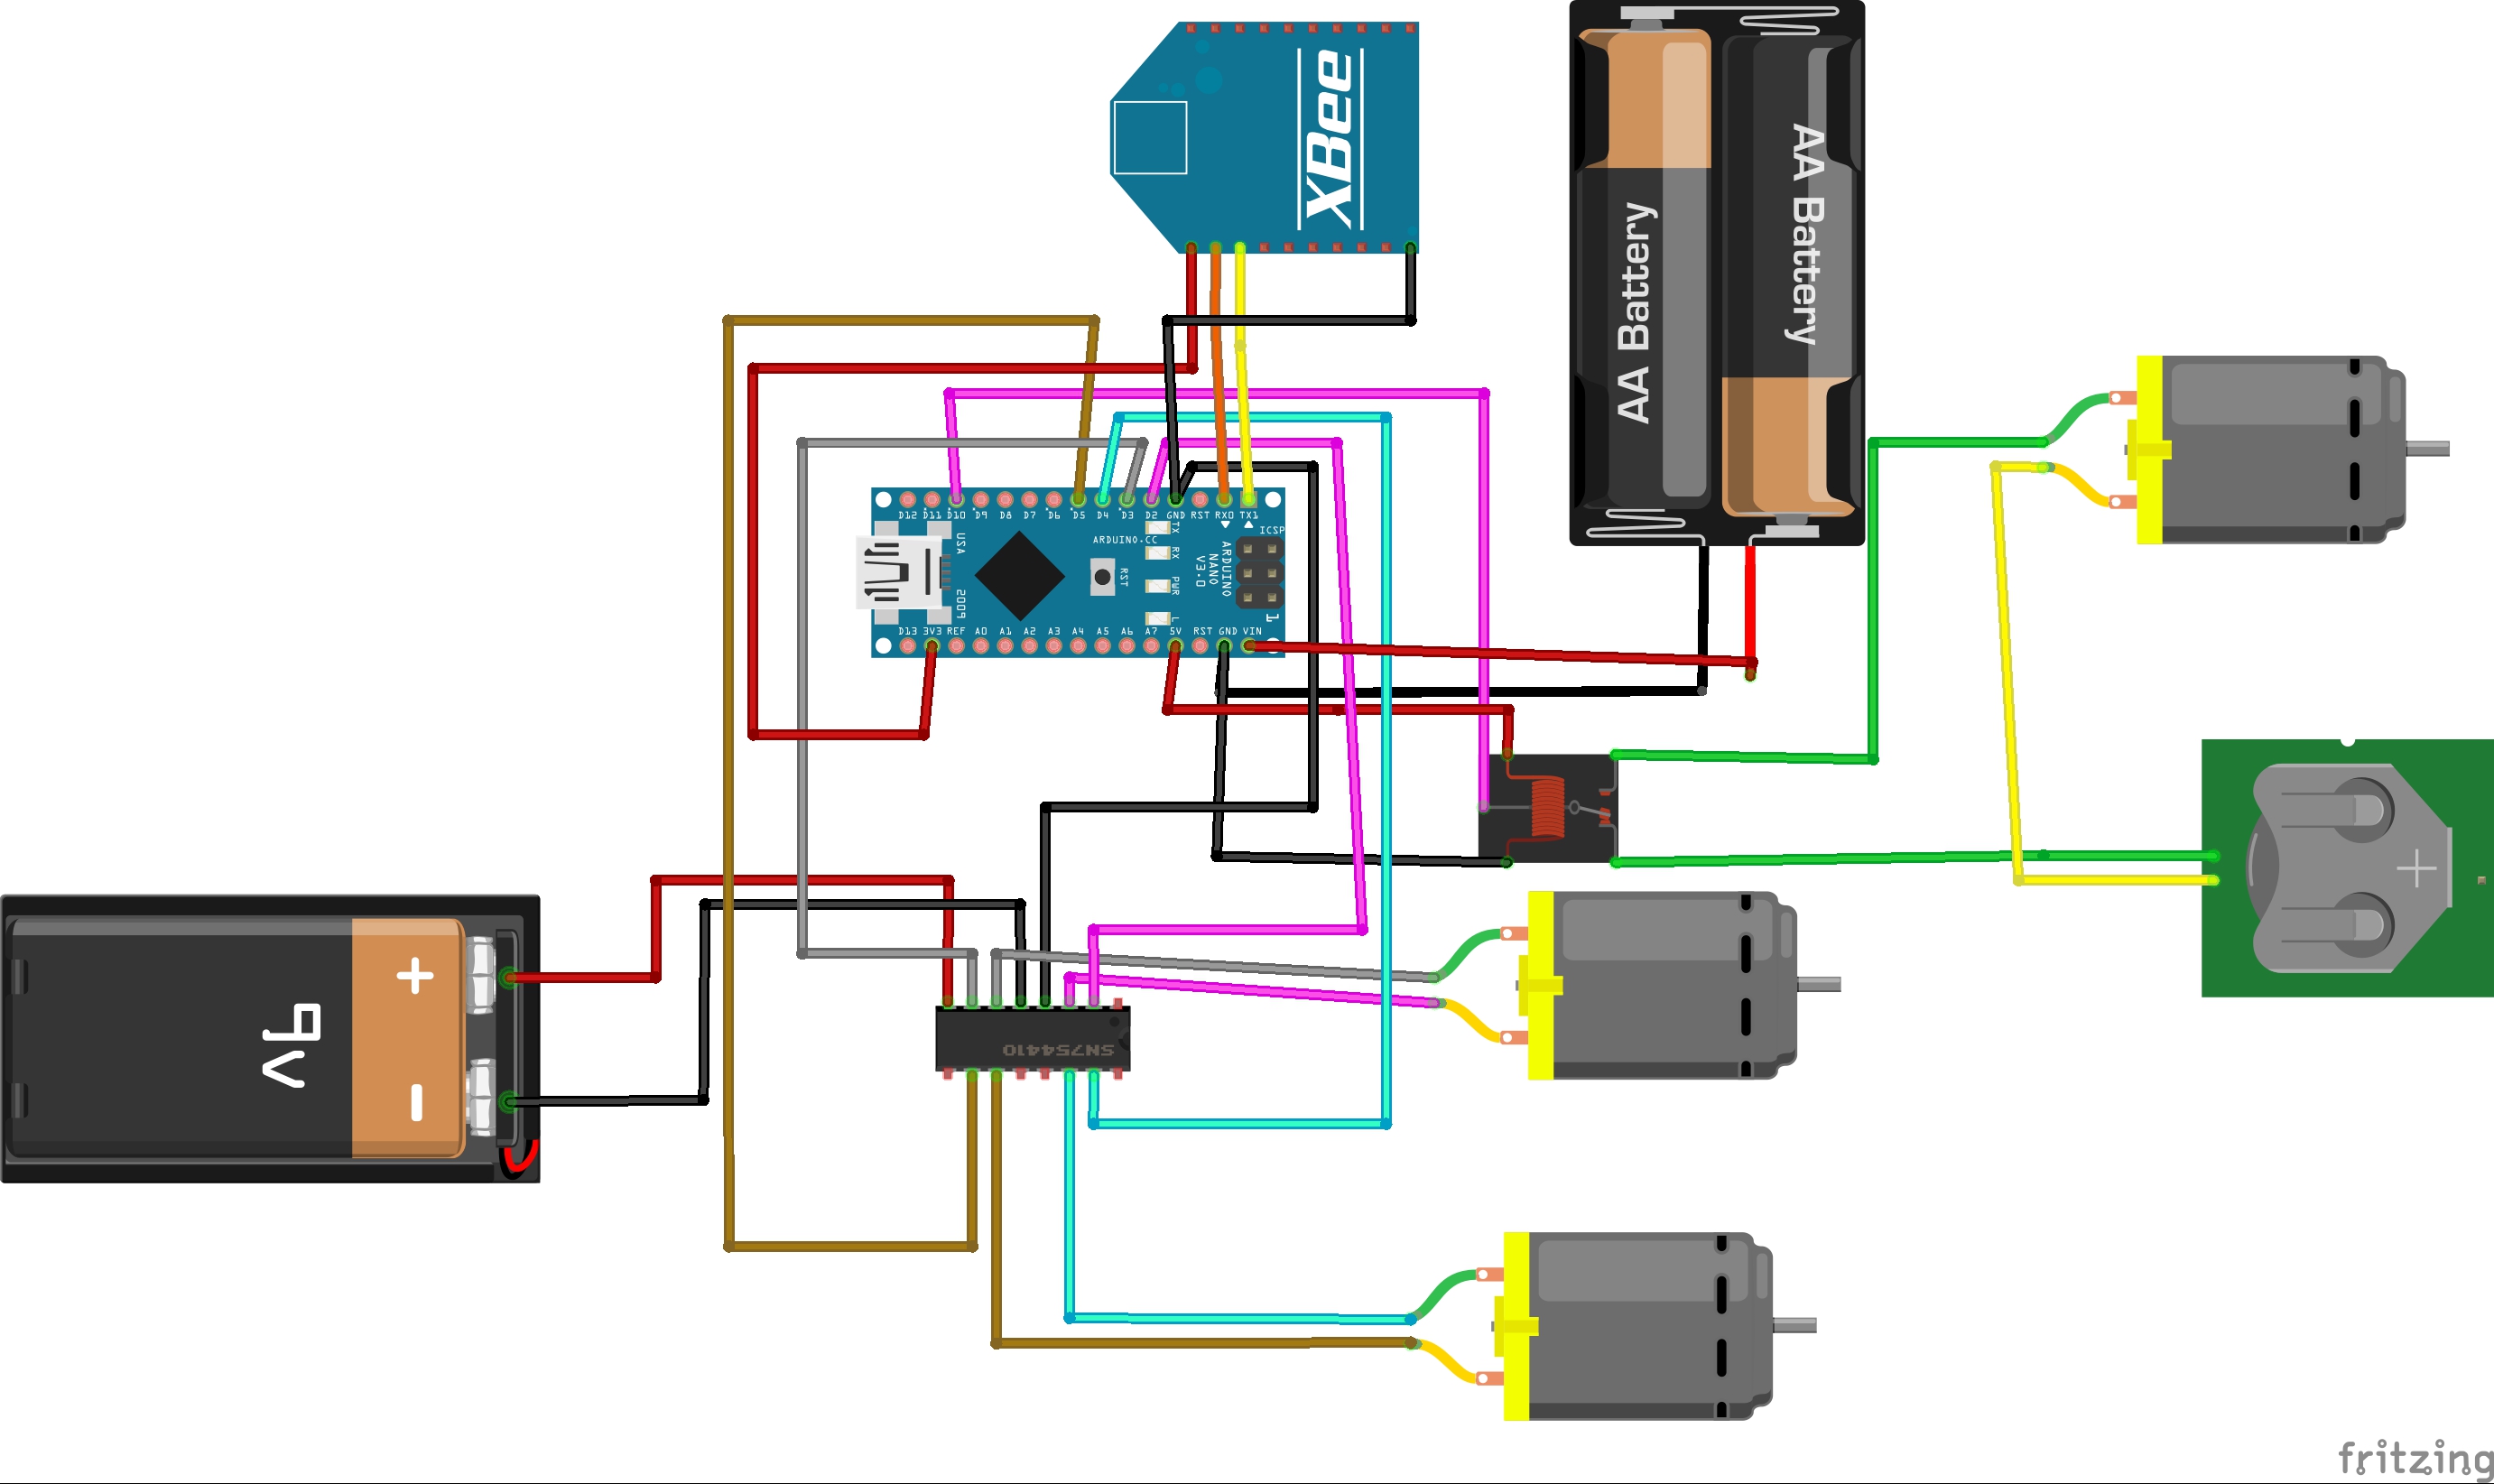 XBee
AA Battery
AA Battery
D12 D11 D10 D9 D8 D7 D6 D5 D4 D3 D2 GND RST RX0 TX1
ICSP
ARDUINO.CC
TX
RX
PWR
L
RST
ARDUINO
NANO
V3.0
USA
2009
1
D13 3V3 REF A0 A1 A2 A3 A4 A5 A6 A7 5V RST GND VIN
9V
+
-
SN754410
fritzing